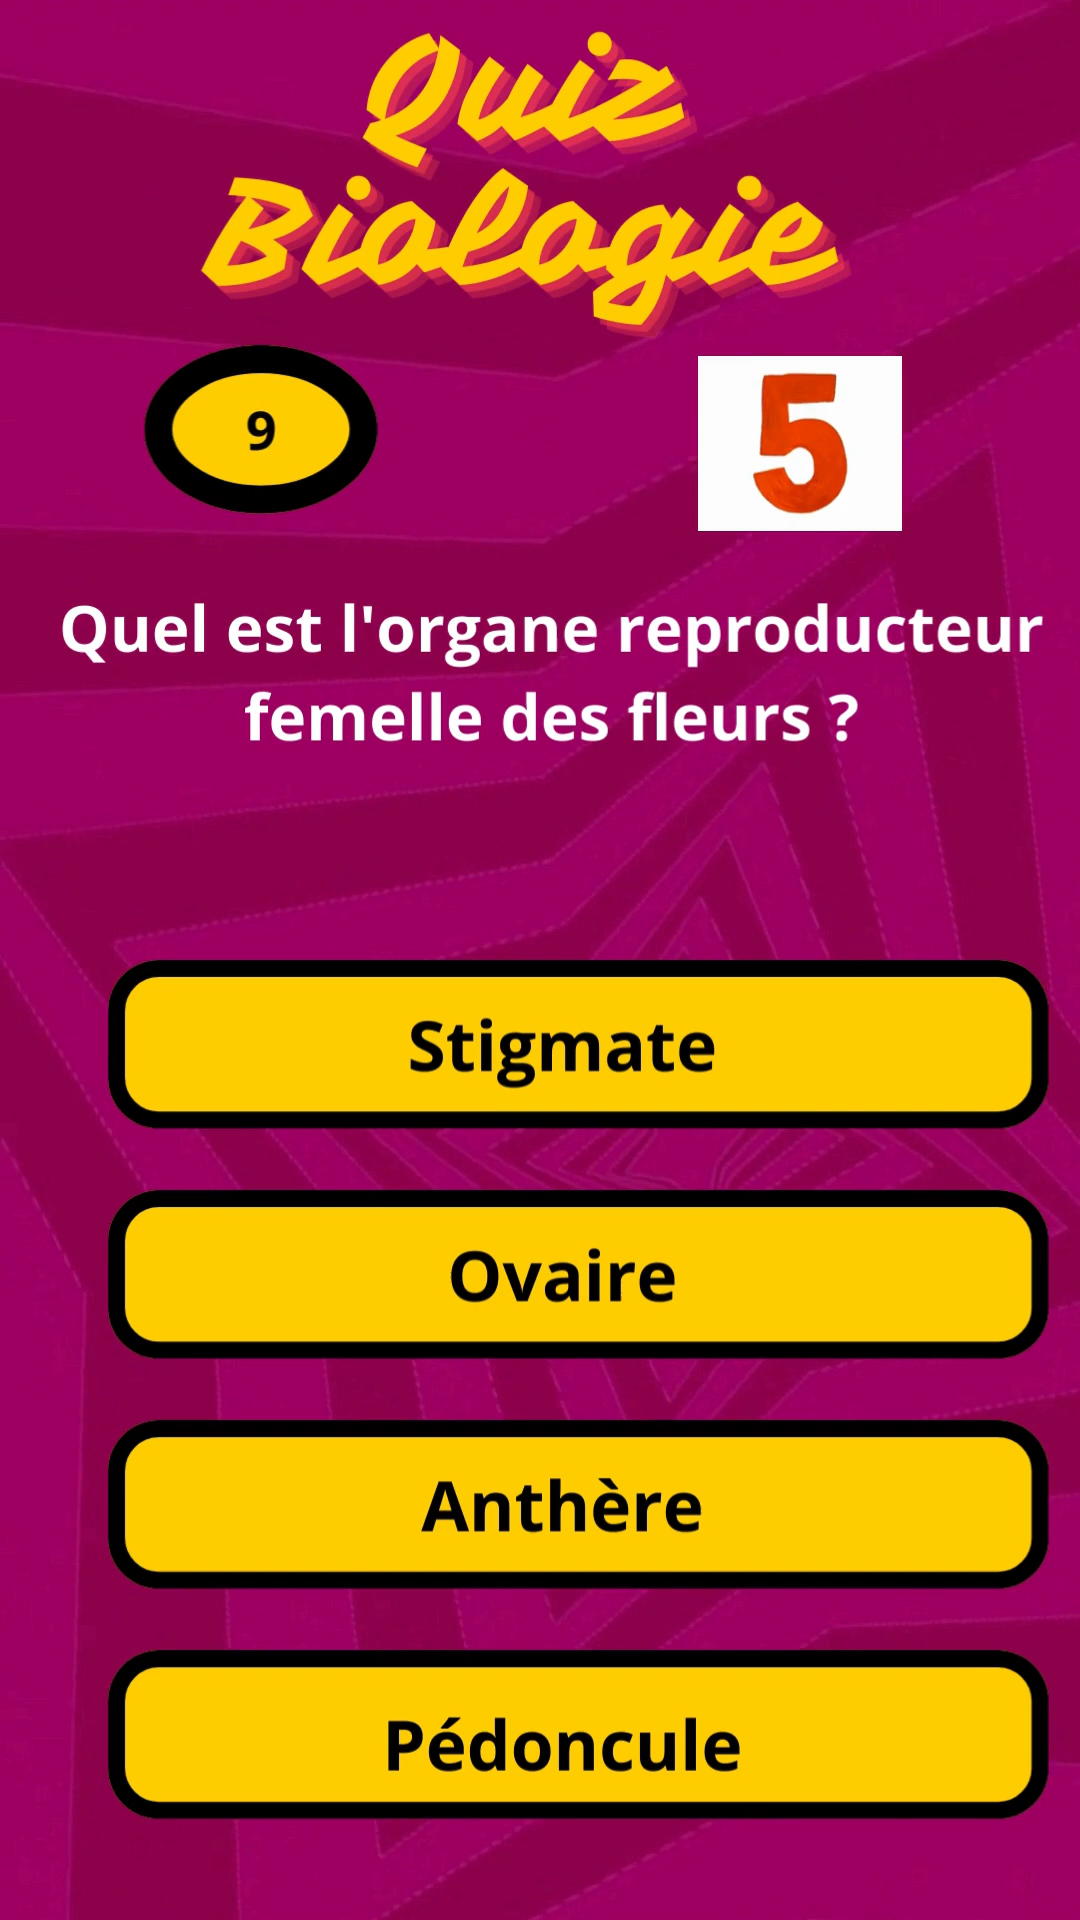 Quiz
Biologie
9
5
Quel est l'organe reproducteur
femelle des fleurs ?
Stigmate
Ovaire
Anthère
Pédoncule